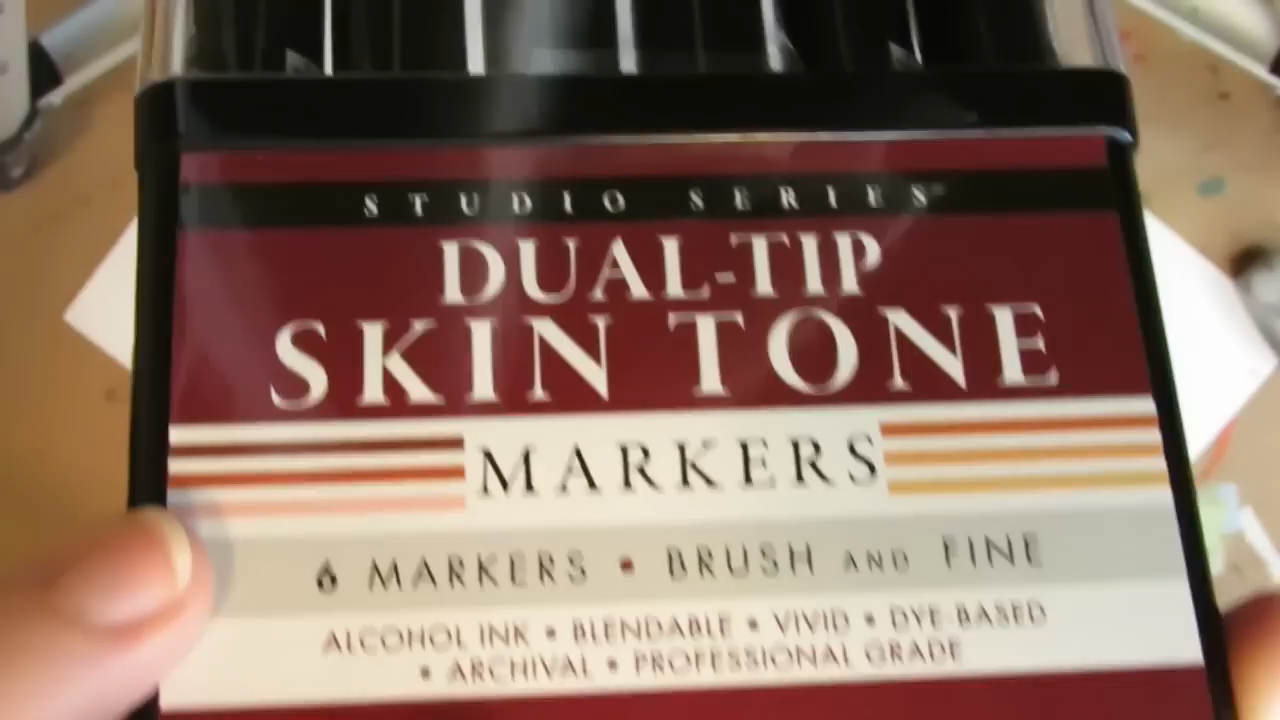 STUDIO SERIES
DUAL-TIP
SKIN TONE
MARKERS
6 MARKERS • BRUSH AND FINE
ALCOHOL INK • BLENDABLE • VIVID • DYE-BASED
• ARCHIVAL • PROFESSIONAL GRADE